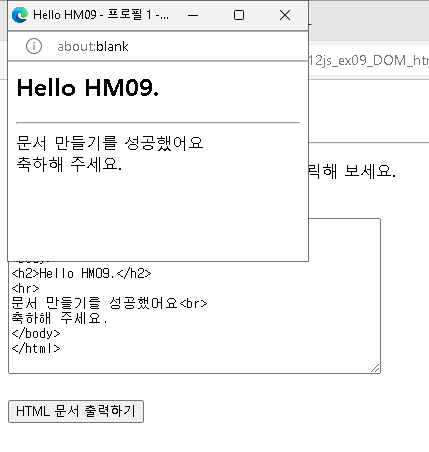 Hello HM09 - 프로필 1 -...
about:blank
12js_ex09_DOM_htm
Hello HM09.
문서 만들기를 성공했어요
축하해 주세요.
릭해 보세요.
<body>
<h2>Hello HM09.</h2>
<hr>
문서 만들기를 성공했어요<br>
축하해 주세요.
</body>
</html>
HTML 문서 출력하기